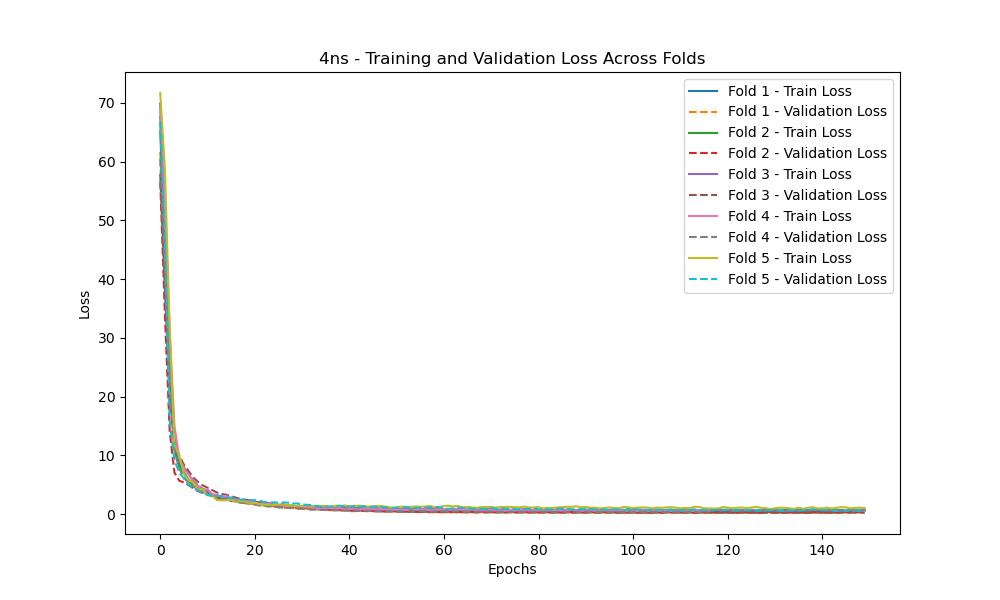 4ns - Training and Validation Loss Across Folds
Fold 1 - Train Loss
Fold 1 - Validation Loss
Fold 2 - Train Loss
Fold 2 - Validation Loss
Fold 3 - Train Loss
Fold 3 - Validation Loss
Fold 4 - Train Loss
Fold 4 - Validation Loss
Fold 5 - Train Loss
Fold 5 - Validation Loss
Loss
70
60
50
40
30
20
10
0
0 20 40 60 80 100 120 140
Epochs